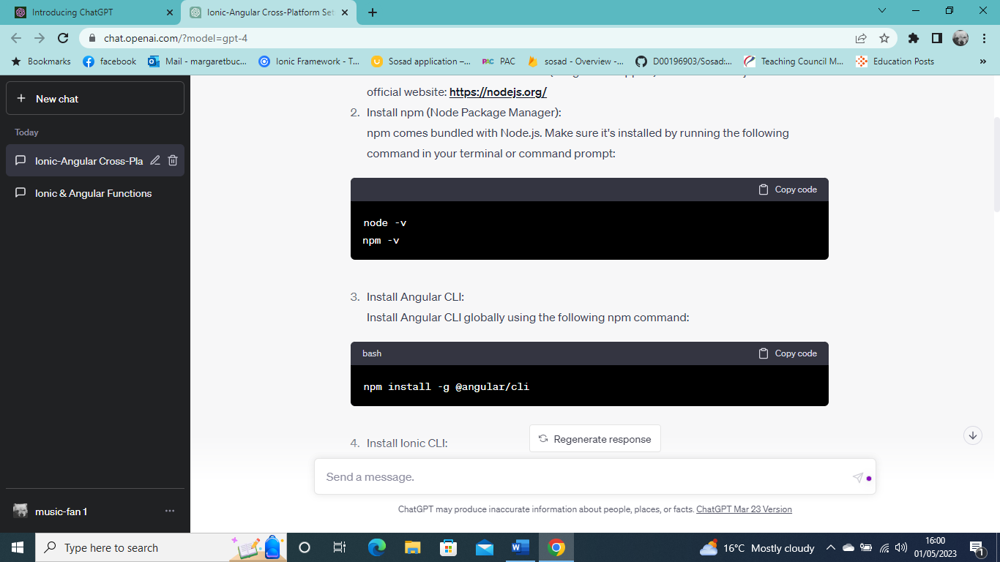 Introducing ChatGPT
Ionic-Angular Cross-Platform Set
chat.openai.com/?model=gpt-4
Bookmarks
facebook
Mail - margaretbuc...
Ionic Framework - T...
Sosad application –...
PAC
sosad - Overview -...
D00196903/Sosad:...
Teaching Council M...
Education Posts
»
New chat
Today
Ionic-Angular Cross-Pla
Ionic & Angular Functions
music-fan 1
official website: https://nodejs.org/
2. Install npm (Node Package Manager):
npm comes bundled with Node.js. Make sure it's installed by running the following
command in your terminal or command prompt:
Copy code
node -v
npm -v
3. Install Angular CLI:
Install Angular CLI globally using the following npm command:
bash
Copy code
npm install -g @angular/cli
4. Install Ionic CLI:
Regenerate response
Send a message.
ChatGPT may produce inaccurate information about people, places, or facts. ChatGPT Mar 23 Version
Type here to search
16°C Mostly cloudy
16:00
01/05/2023
1